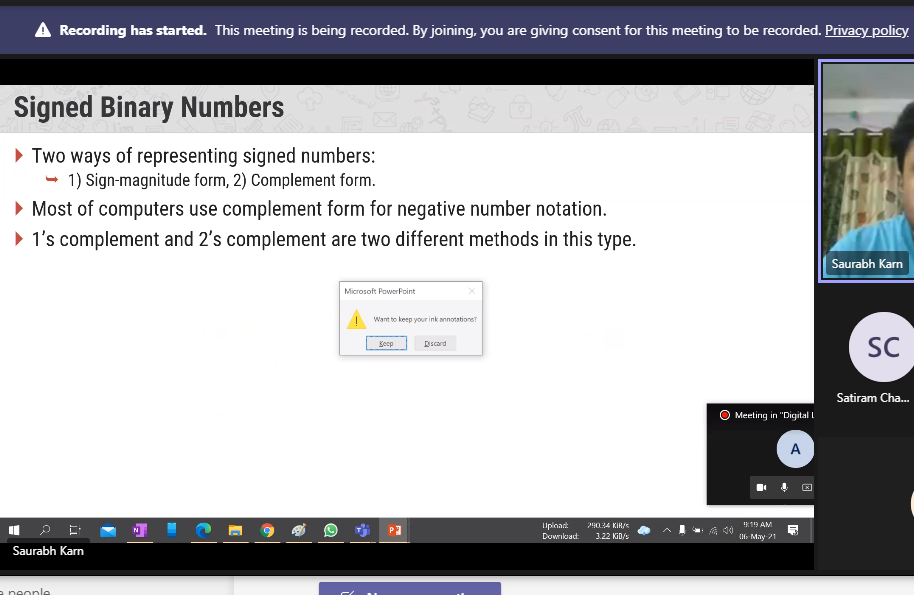 Recording has started. This meeting is being recorded. By joining, you are giving consent for this meeting to be recorded. Privacy policy
Signed Binary Numbers
Two ways of representing signed numbers:
1) Sign-magnitude form, 2) Complement form.
Most of computers use complement form for negative number notation.
1's complement and 2's complement are two different methods in this type.
Microsoft PowerPoint
Want to keep your ink annotations?
Keep Discard
Saurabh Karn
SC
Satiram Cha...
Meeting in "Digital L
A
Upload: 290.34 KiB/s
Download: 3.22 KiB/s
9:19 AM
06-May-21
Saurabh Karn
people